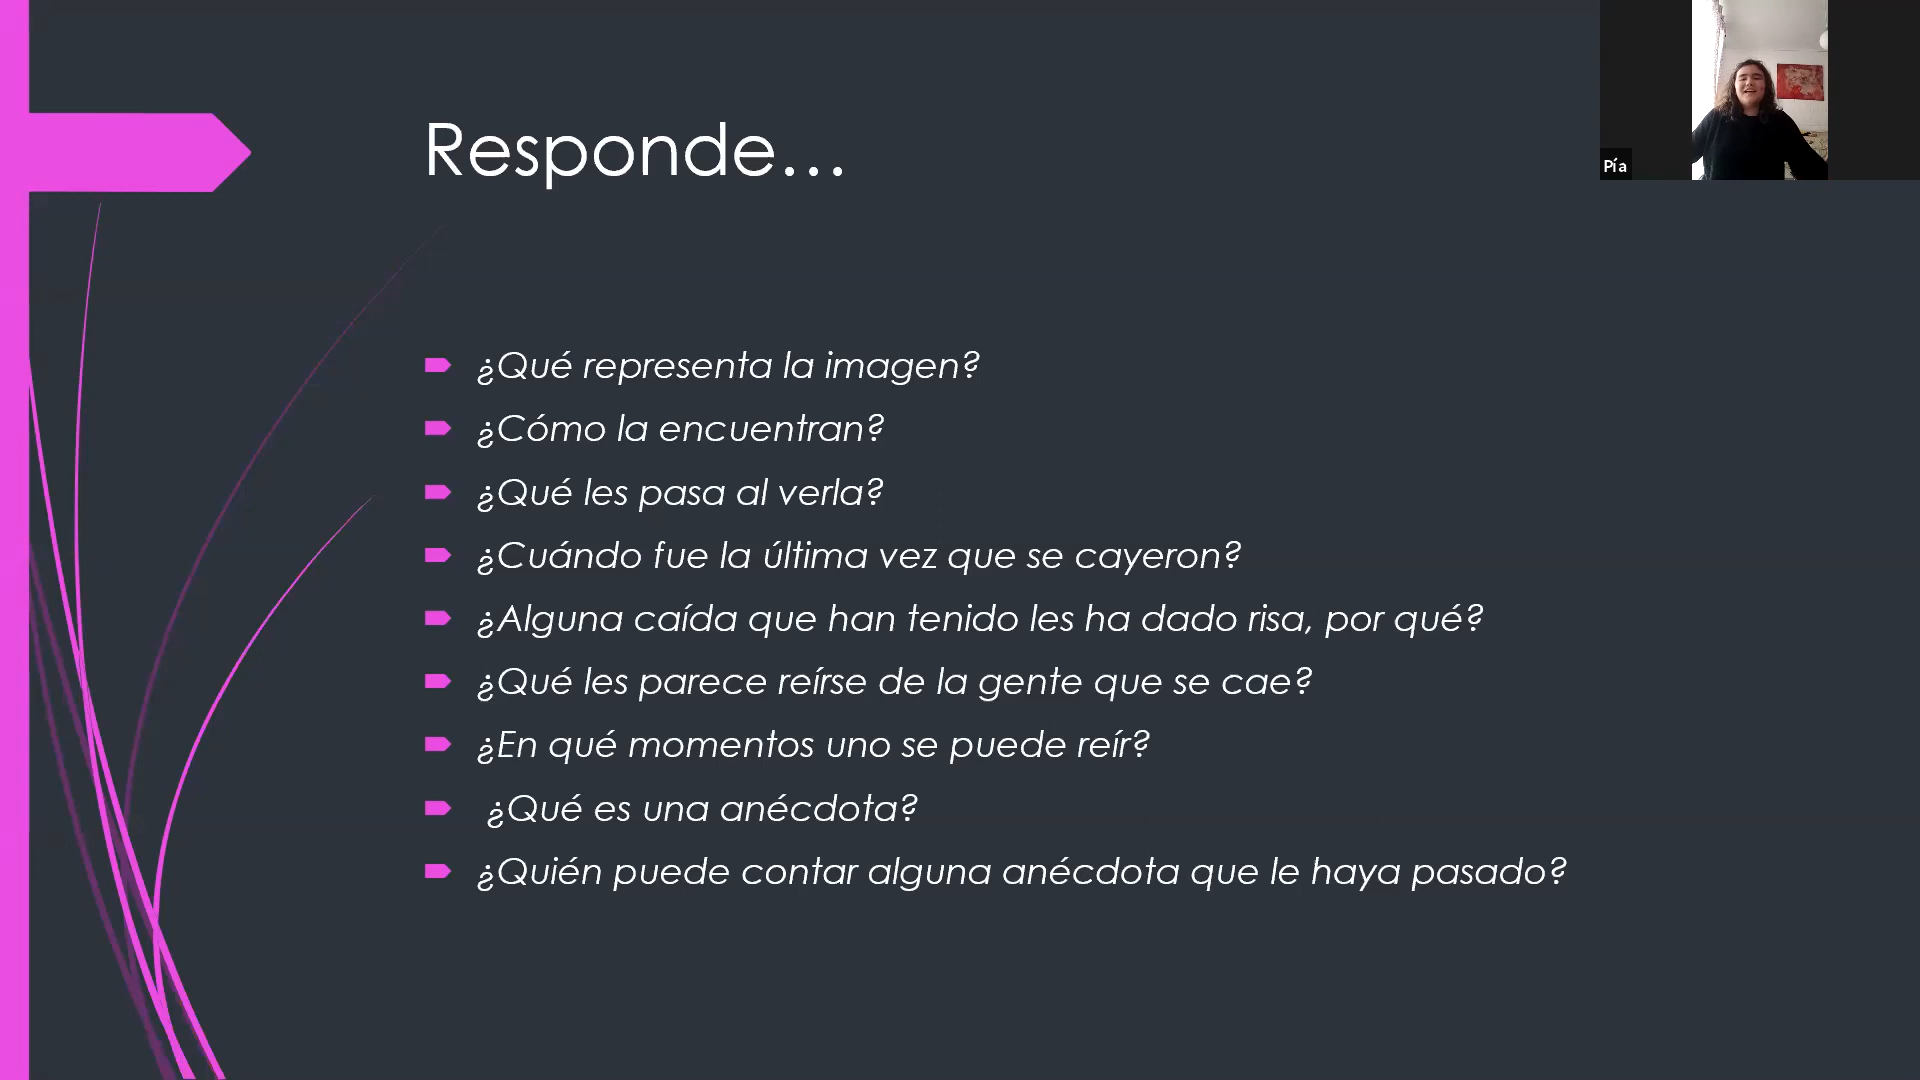 Responde...
¿Qué representa la imagen?
¿Cómo la encuentran?
¿Qué les pasa al verla?
¿Cuándo fue la última vez que se cayeron?
¿Alguna caída que han tenido les ha dado risa, por qué?
¿Qué les parece reírse de la gente que se cae?
¿En qué momentos uno se puede reír?
¿Qué es una anécdota?
¿Quién puede contar alguna anécdota que le haya pasado?
Pía